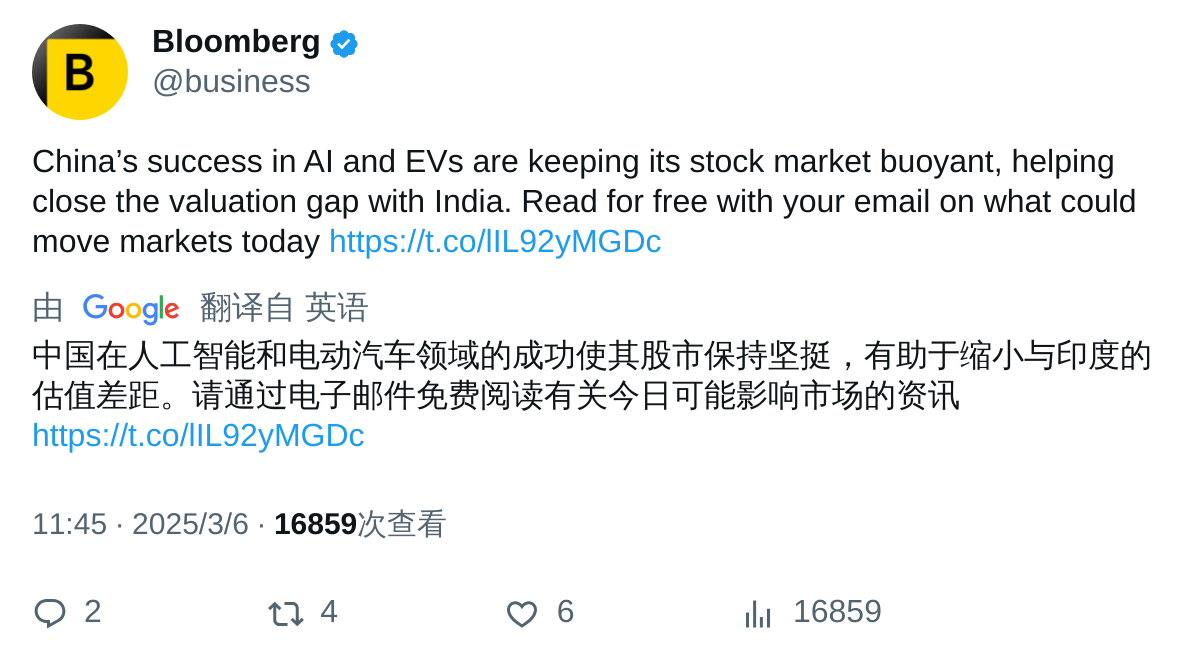 B
Bloomberg
@business
China’s success in AI and EVs are keeping its stock market buoyant, helping
close the valuation gap with India. Read for free with your email on what could
move markets today https://t.co/lIL92yMGDc
由 Google 翻译自 英语
中国在人工智能和电动汽车领域的成功使其股市保持坚挺，有助于缩小与印度的
估值差距。请通过电子邮件免费阅读有关今日可能影响市场的资讯
https://t.co/lIL92yMGDc
11:45 · 2025/3/6 · 16859次查看
2 4 6 16859